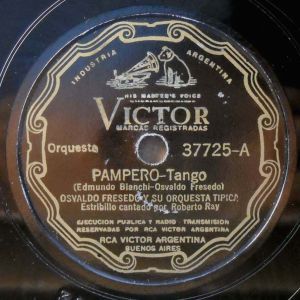 INDUSTRIA ARGENTINA
HIS MASTER'S VOICE
VICTOR
MARCAS REGISTRADAS
Orquesta 37725-A
PAMPERO-Tango
(Edmundo Bianchi-Osvaldo Fresedo)
OSVALDO FRESEDO Y SU ORQUESTA TIPICA
Estribillo cantado por Roberto Ray
EJECUCION PUBLICA Y RADIO TRANSMISION
RESERVADAS POR RCA VICTOR ARGENTINA
RCA VICTOR ARGENTINA
BUENOS AIRES